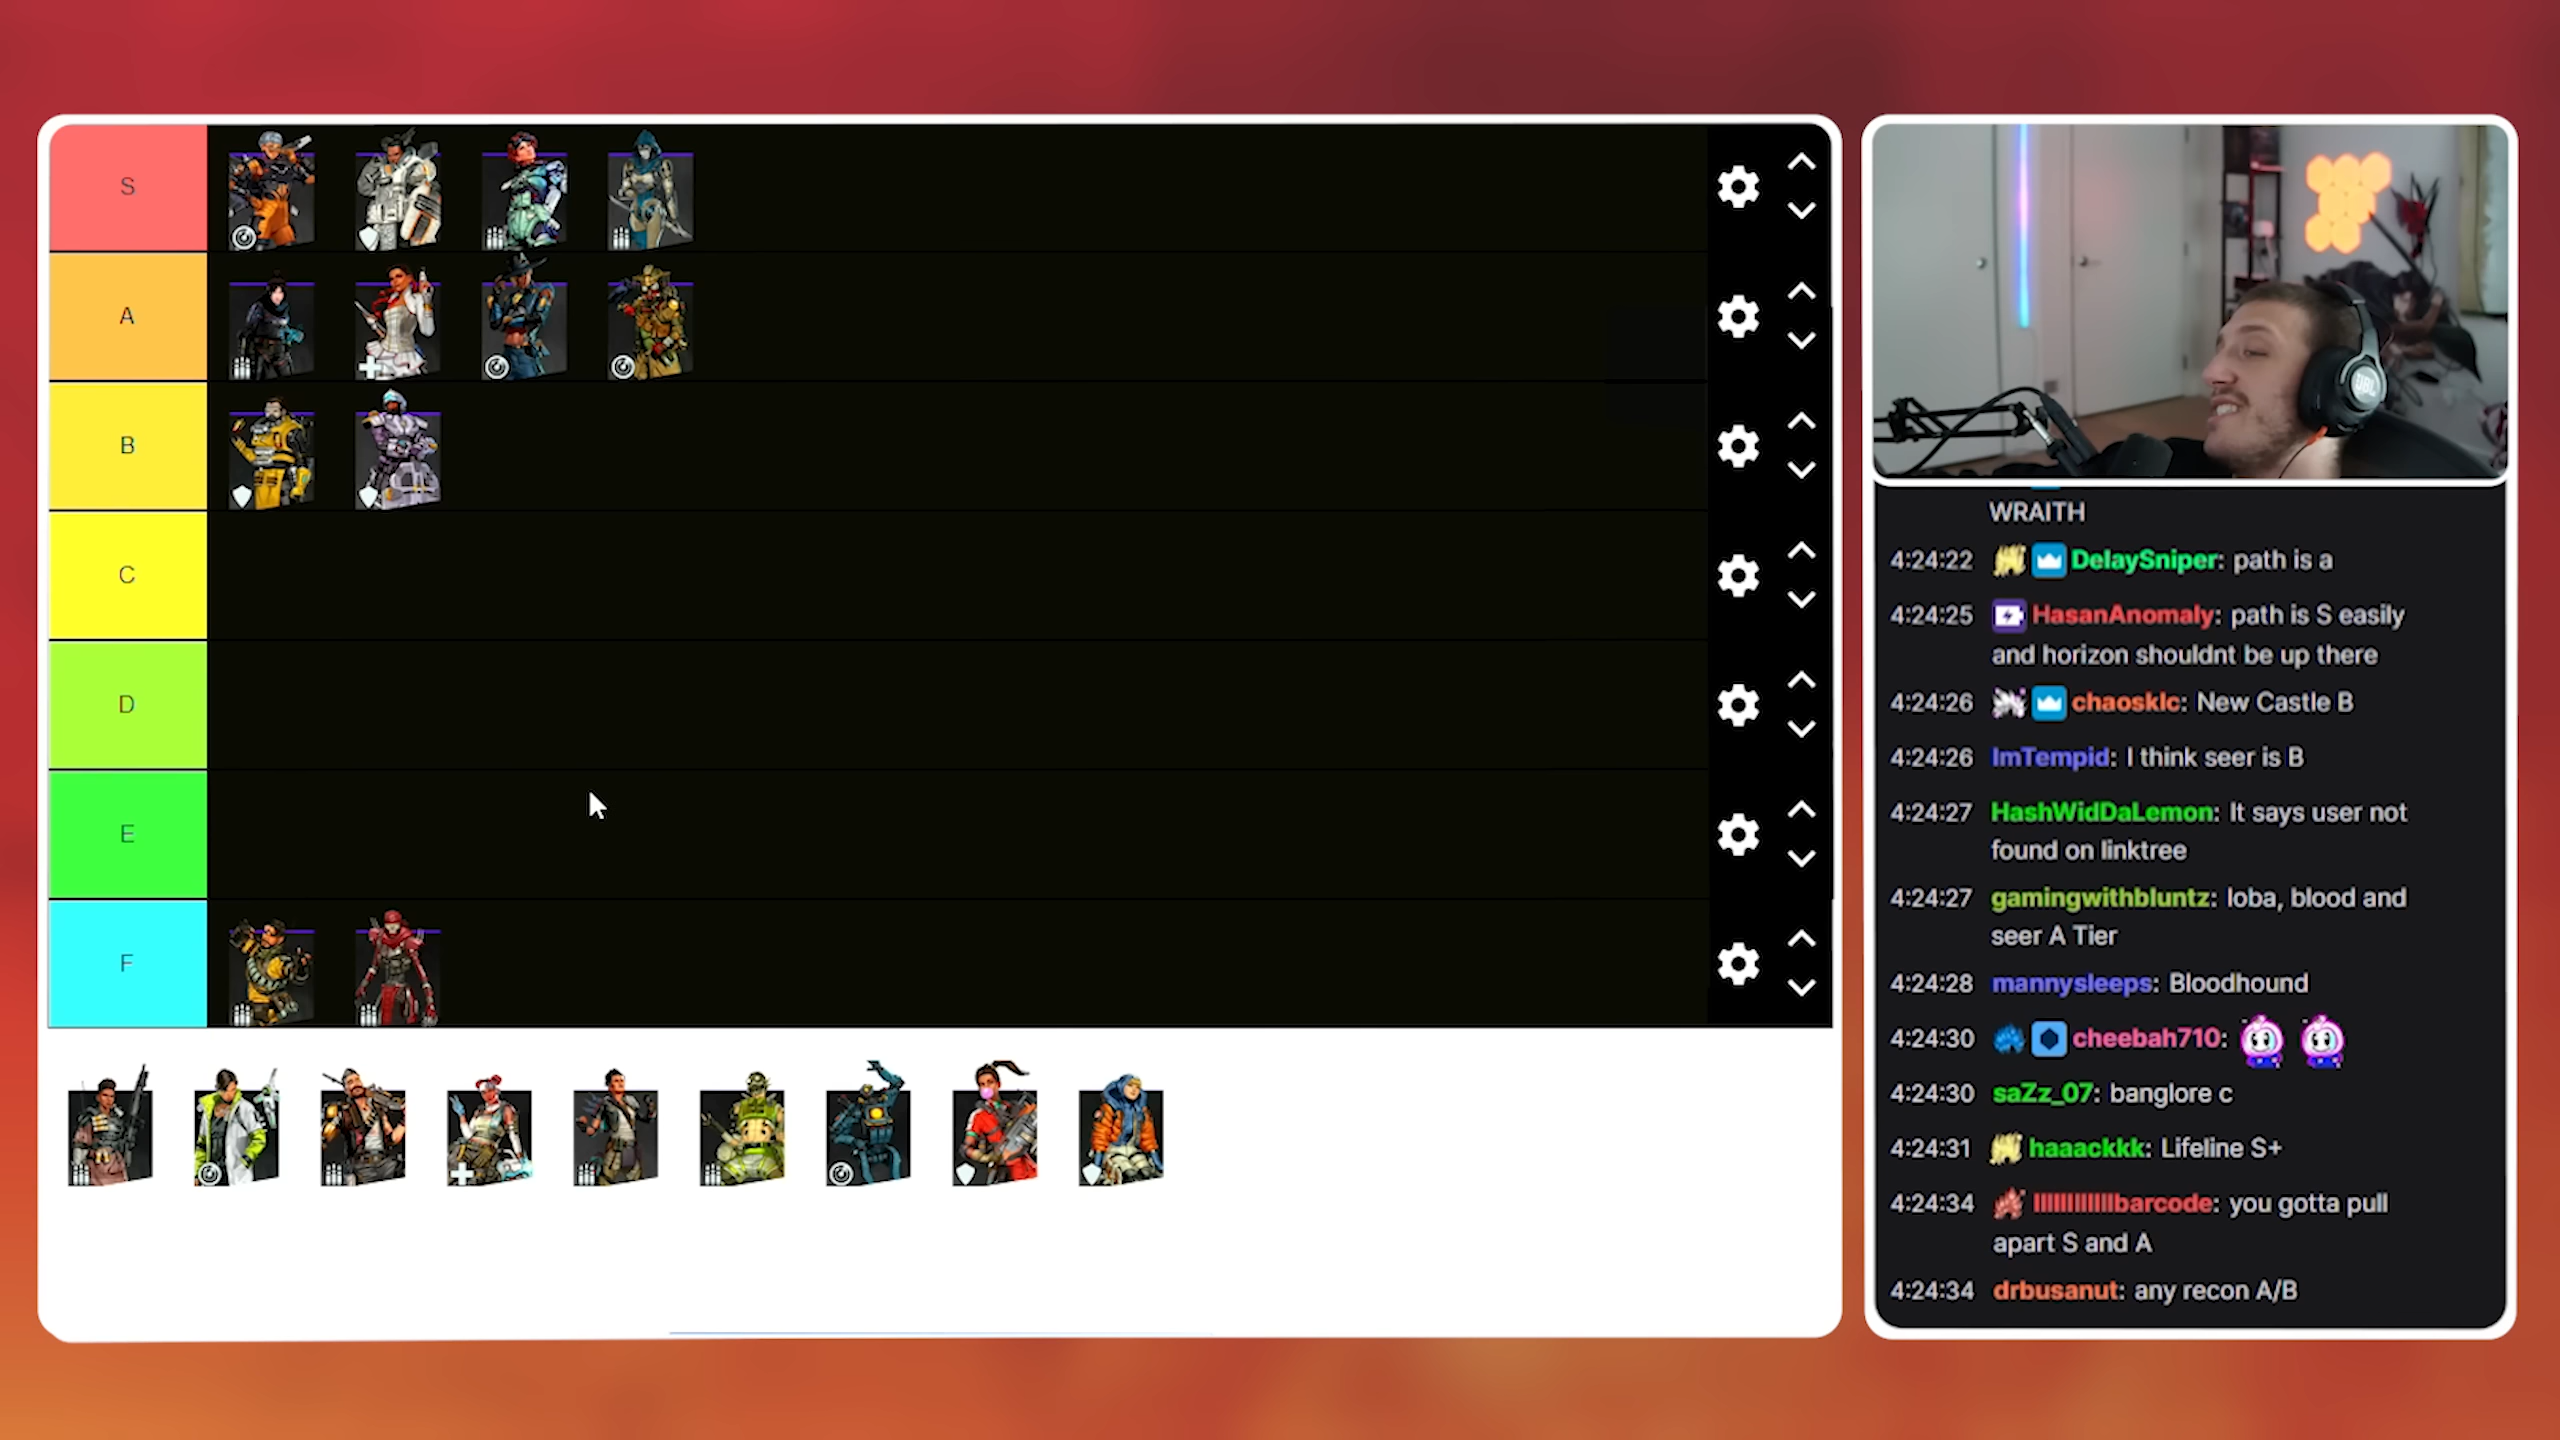 S
A
B
C
D
E
F
JBL
WRAITH
4:24:22 DelaySniper: path is a
4:24:25 HasanAnomaly: path is S easily
and horizon shouldnt be up there
4:24:26 chaosklc: New Castle B
4:24:26 ImTempid: I think seer is B
4:24:27 HashWidDaLemon: It says user not
found on linktree
4:24:27 gamingwithbluntz: loba, blood and
seer A Tier
4:24:28 mannysleeps: Bloodhound
4:24:30 cheebah710:
4:24:30 saZz_07: banglore c
4:24:31 haaackkk: Lifeline S+
4:24:34 you gotta pull
apart S and A
4:24:34 drbusanut: any recon A/B